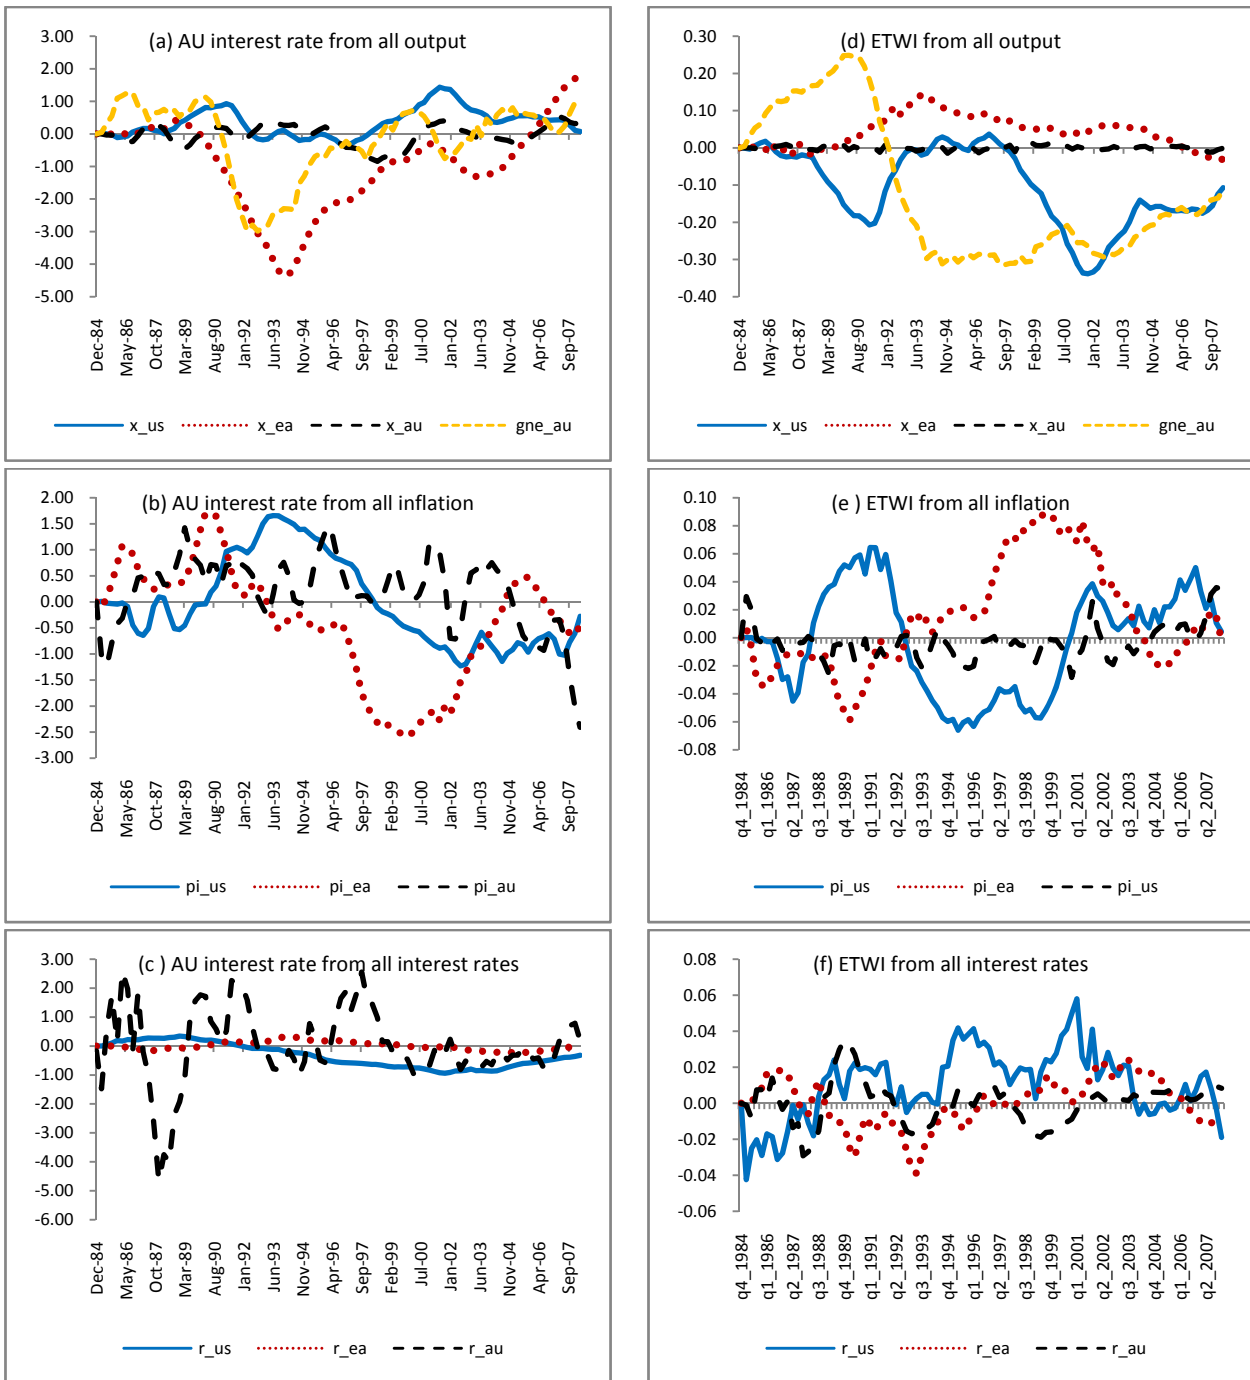 (a) AU interest rate from all output
3.00
2.00
1.00
0.00
-1.00
-2.00
-3.00
-4.00
-5.00
Dec-84
May-86
Oct-87
Mar-89
Aug-90
Jan-92
Jun-93
Nov-94
Apr-96
Sep-97
Feb-99
Jul-00
Jan-02
Jun-03
Nov-04
Apr-06
Sep-07
x_us x_ea x_au gne_au
(d) ETWI from all output
0.30
0.20
0.10
0.00
-0.10
-0.20
-0.30
-0.40
Dec-84
May-86
Oct-87
Mar-89
Aug-90
Jan-92
Jun-93
Nov-94
Apr-96
Sep-97
Feb-99
Jul-00
Jan-02
Jun-03
Nov-04
Apr-06
Sep-07
x_us x_ea x_au gne_au
(b) AU interest rate from all inflation
2.00
1.50
1.00
0.50
0.00
-0.50
-1.00
-1.50
-2.00
-2.50
-3.00
Dec-84
May-86
Oct-87
Mar-89
Aug-90
Jan-92
Jun-93
Nov-94
Apr-96
Sep-97
Feb-99
Jul-00
Jan-02
Jun-03
Nov-04
Apr-06
Sep-07
pi_us pi_ea pi_au
(e ) ETWI from all inflation
0.10
0.08
0.06
0.04
0.02
0.00
-0.02
-0.04
-0.06
-0.08
q4_1984
q1_1986
q2_1987
q3_1988
q4_1989
q1_1991
q2_1992
q3_1993
q4_1994
q1_1996
q2_1997
q3_1998
q4_1999
q1_2001
q2_2002
q3_2003
q4_2004
q1_2006
q2_2007
pi_us pi_ea pi_us
(c ) AU interest rate from all interest rates
3.00
2.00
1.00
0.00
-1.00
-2.00
-3.00
-4.00
-5.00
-6.00
Dec-84
May-86
Oct-87
Mar-89
Aug-90
Jan-92
Jun-93
Nov-94
Apr-96
Sep-97
Feb-99
Jul-00
Jan-02
Jun-03
Nov-04
Apr-06
Sep-07
r_us r_ea r_au
(f) ETWI from all interest rates
0.08
0.06
0.04
0.02
0.00
-0.02
-0.04
-0.06
q4_1984
q1_1986
q2_1987
q3_1988
q4_1989
q1_1991
q2_1992
q3_1993
q4_1994
q1_1996
q2_1997
q3_1998
q4_1999
q1_2001
q2_2002
q3_2003
q4_2004
q1_2006
q2_2007
r_us r_ea r_au